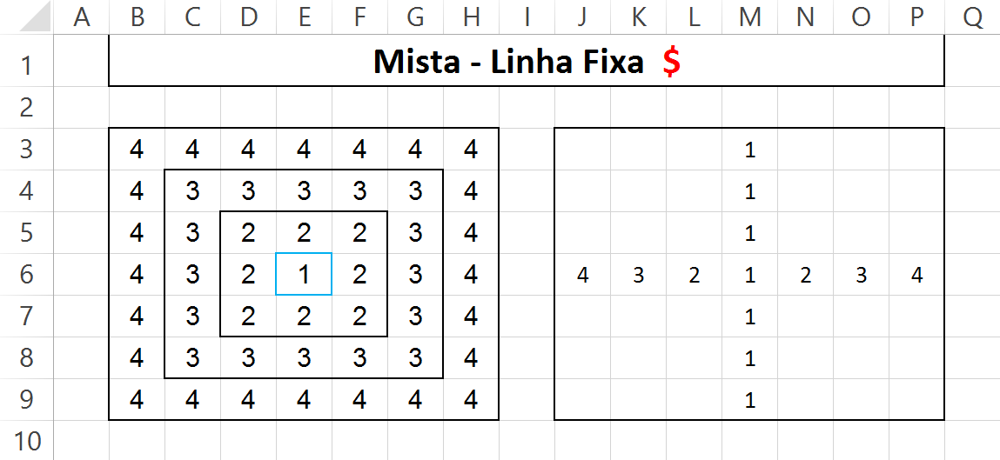 A B C D E F G H I J K L M N O P Q
1 Mista - Linha Fixa $
2
3 4 4 4 4 4 4 4 1
4 4 3 3 3 3 3 4 1
5 4 3 2 2 2 3 4 1
6 4 3 2 1 2 3 4 4 3 2 1 2 3 4
7 4 3 2 2 2 3 4 1
8 4 3 3 3 3 3 4 1
9 4 4 4 4 4 4 4 1
10